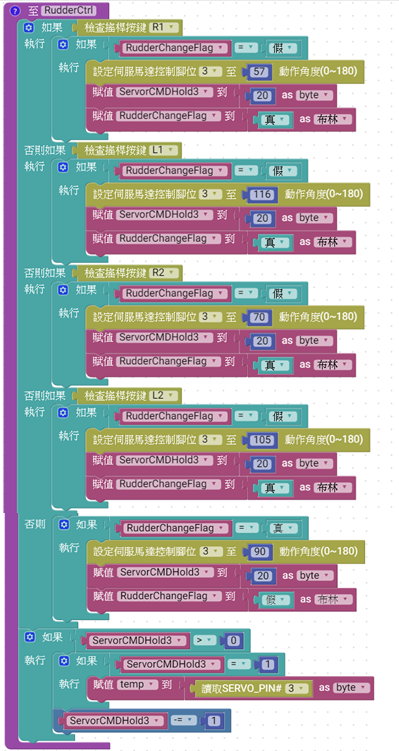 至 RudderCtrl
如果 檢查搖桿按鍵 R1
執行 如果 RudderChangeFlag = 假
執行 設定伺服馬達控制腳位 3 至 57 動作角度(0~180)
賦值 ServorCMDHold3 到 20 as byte
賦值 RudderChangeFlag 到 真 as 布林
否則如果 檢查搖桿按鍵 L1
執行 如果 RudderChangeFlag = 假
執行 設定伺服馬達控制腳位 3 至 116 動作角度(0~180)
賦值 ServorCMDHold3 到 20 as byte
賦值 RudderChangeFlag 到 真 as 布林
否則如果 檢查搖桿按鍵 R2
執行 如果 RudderChangeFlag = 假
執行 設定伺服馬達控制腳位 3 至 70 動作角度(0~180)
賦值 ServorCMDHold3 到 20 as byte
賦值 RudderChangeFlag 到 真 as 布林
否則如果 檢查搖桿按鍵 L2
執行 如果 RudderChangeFlag = 假
執行 設定伺服馬達控制腳位 3 至 105 動作角度(0~180)
賦值 ServorCMDHold3 到 20 as byte
賦值 RudderChangeFlag 到 真 as 布林
否則 如果 RudderChangeFlag = 真
執行 設定伺服馬達控制腳位 3 至 90 動作角度(0~180)
賦值 ServorCMDHold3 到 20 as byte
賦值 RudderChangeFlag 到 假 as 布林
如果 ServorCMDHold3 > 0
執行 如果 ServorCMDHold3 = 1
執行 賦值 temp 到 讀取SERVO_PIN# 3 as byte
ServorCMDHold3 -= 1